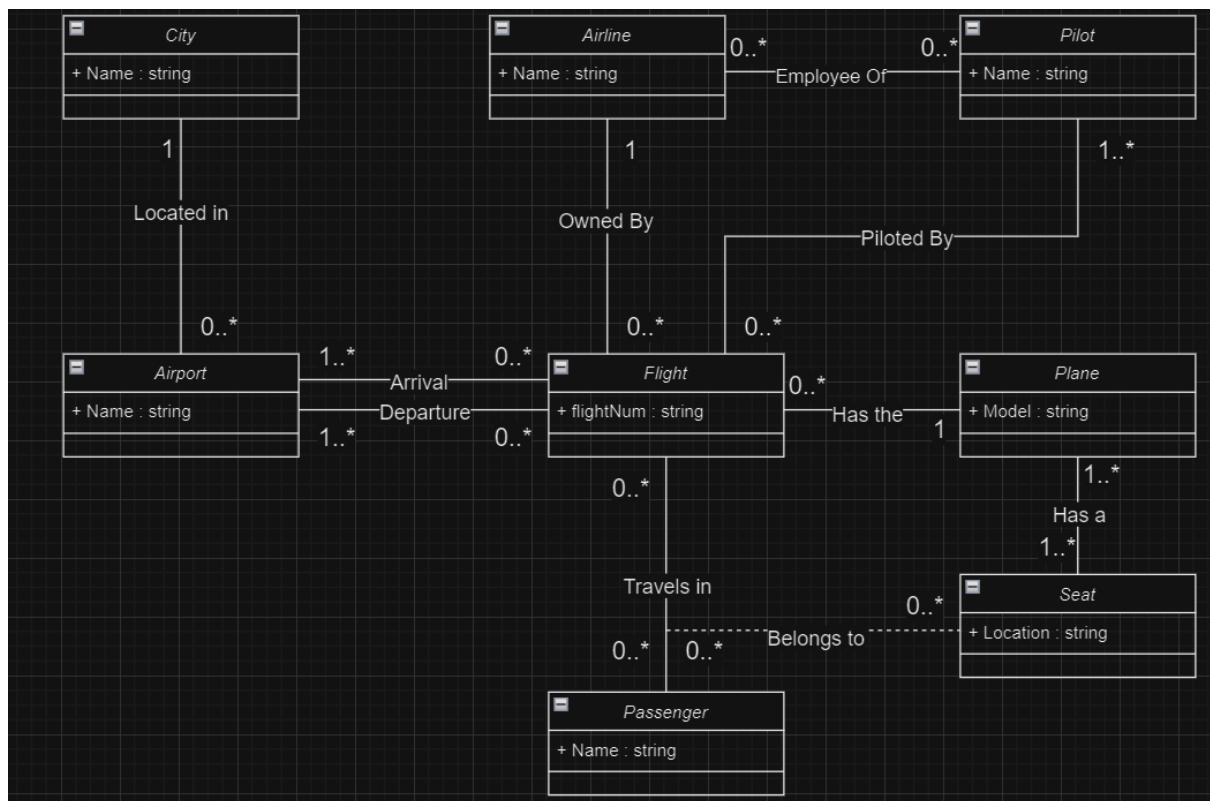 City
+ Name : string
Airline
+ Name : string
0..*
Employee Of
0..*
Pilot
+ Name : string
1
Located in
0..*
1
Owned By
0..*
1..*
Piloted By
0..*
Airport
+ Name : string
1..*
Arrival
0..*
1..*
Departure
0..*
Flight
+ flightNum : string
0..*
Has the
1
Plane
+ Model : string
1..*
Has a
1..*
0..*
Travels in
0..*
0..*
Belongs to
0..*
Seat
+ Location : string
Passenger
+ Name : string